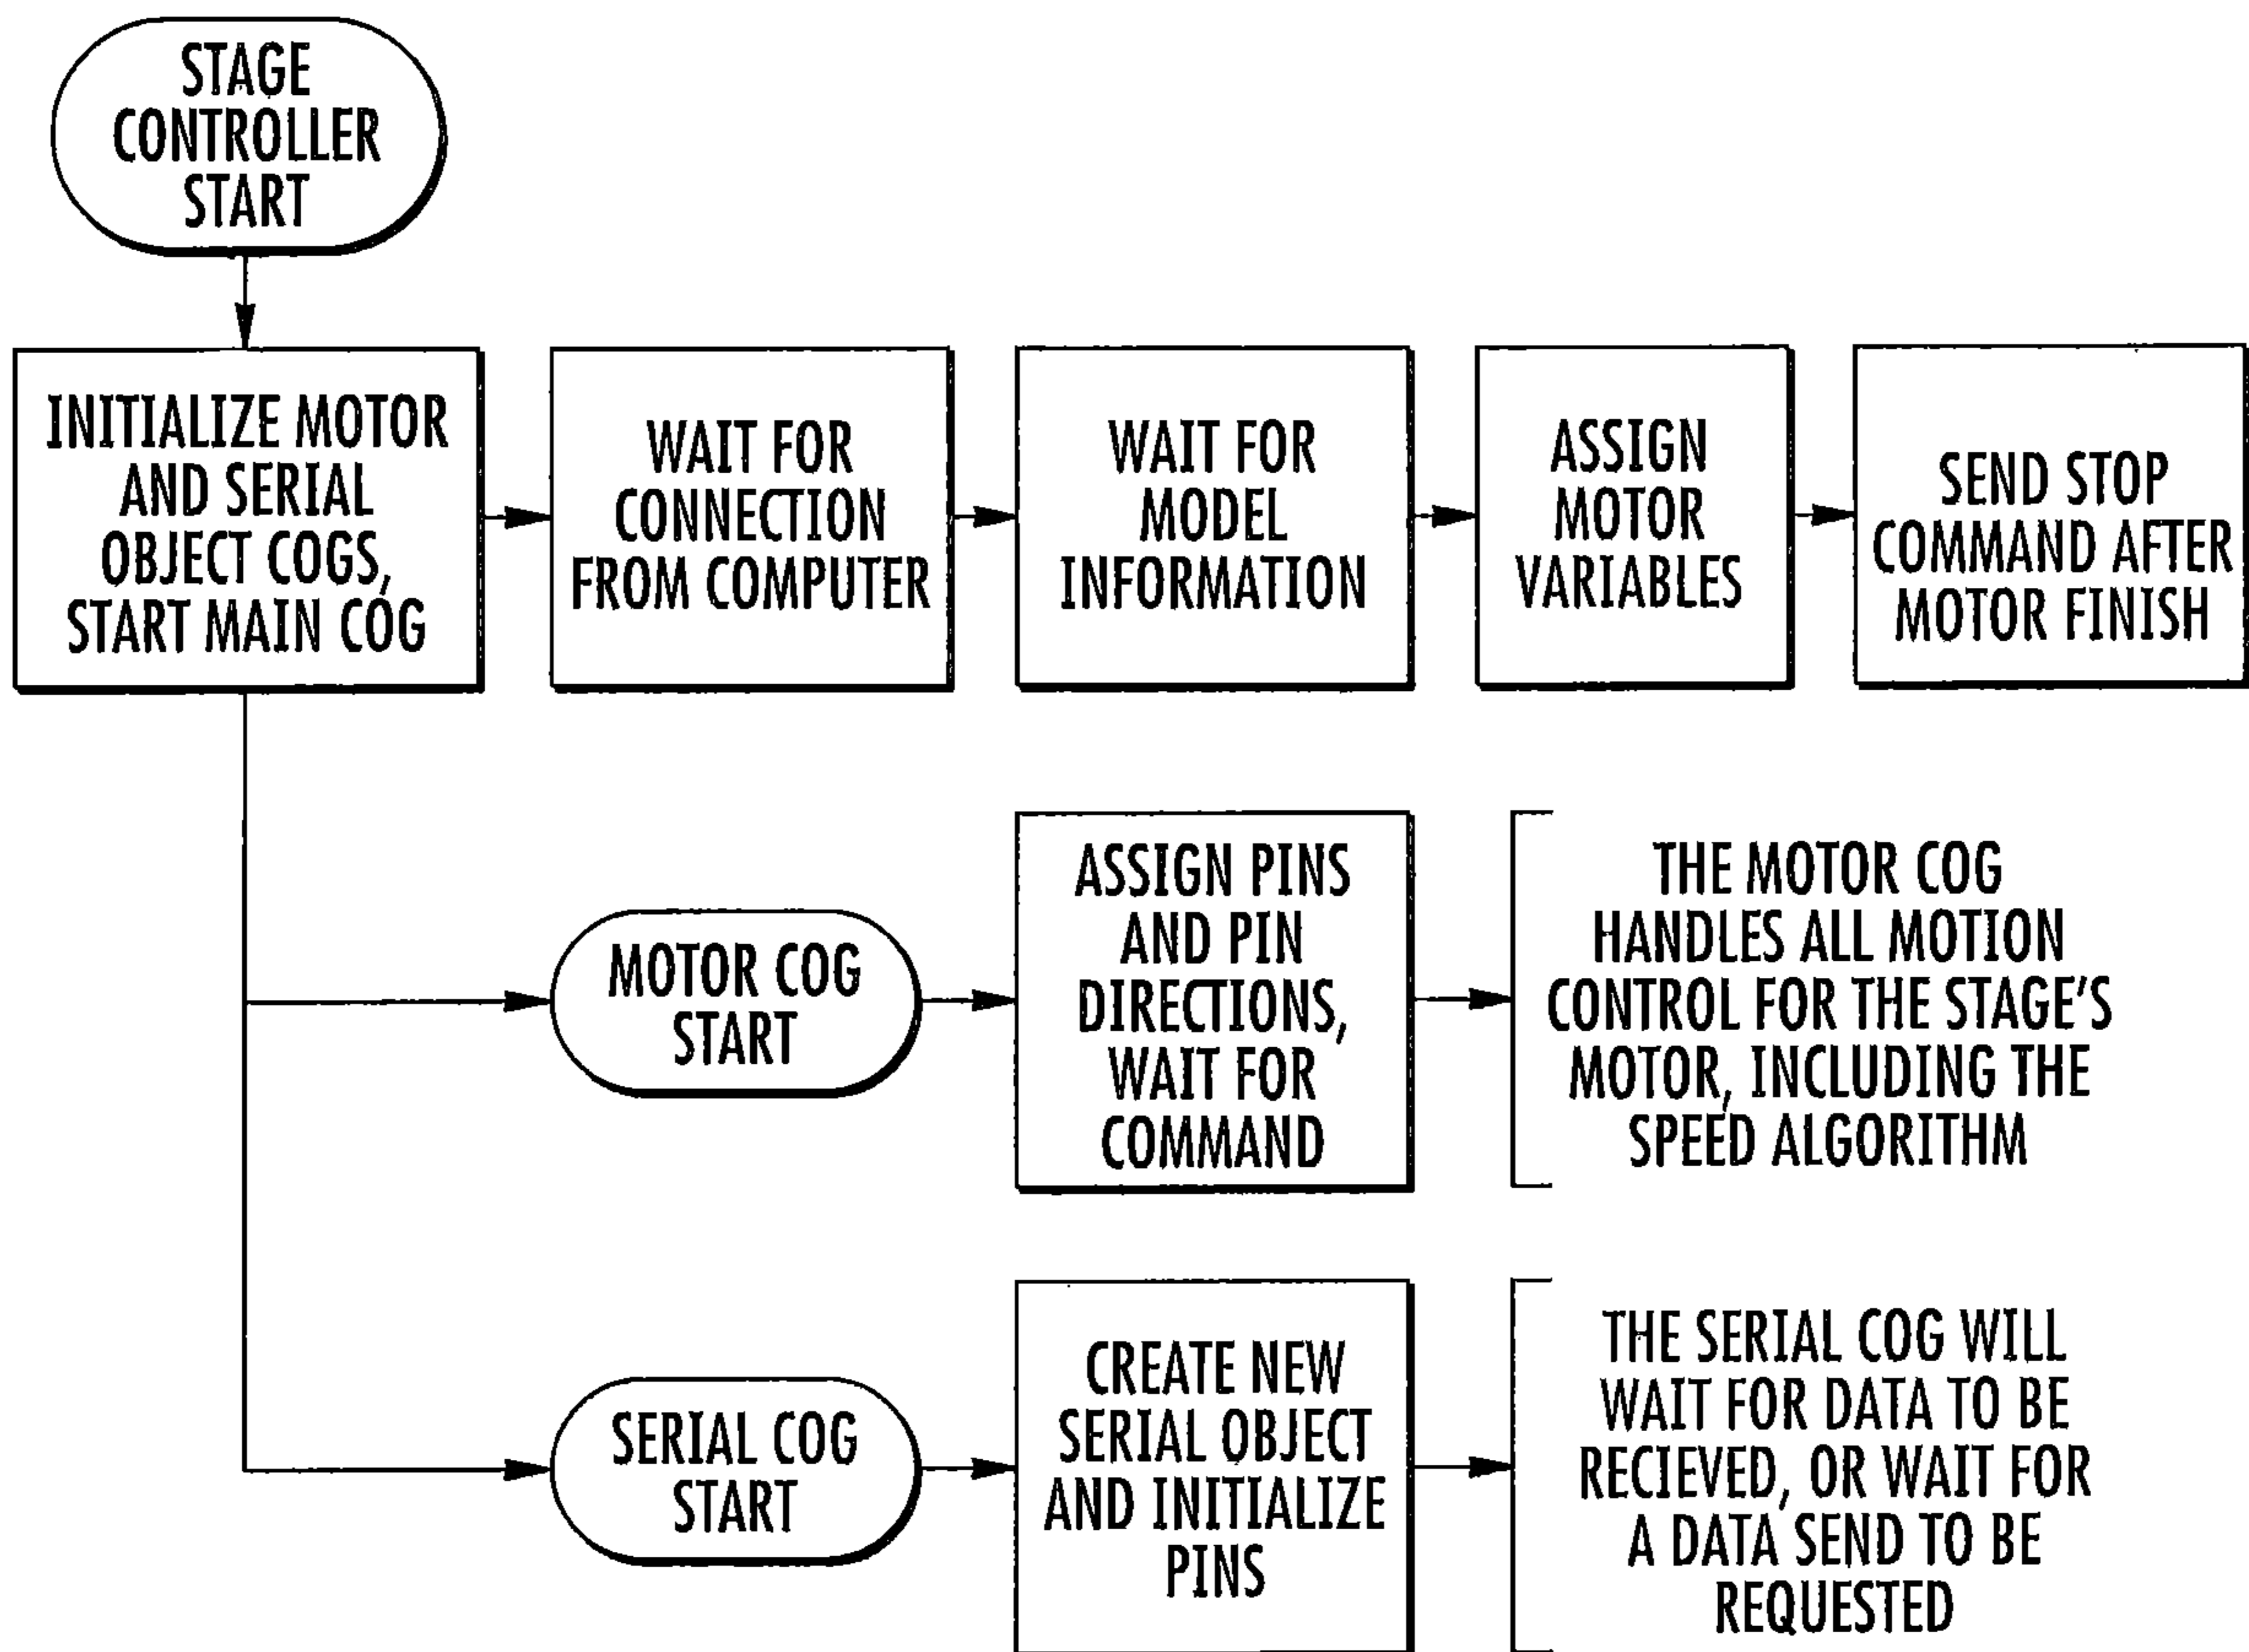 STAGE
CONTROLLER
START
INITIALIZE MOTOR
AND SERIAL
OBJECT COGS,
START MAIN COG
WAIT FOR
CONNECTION
FROM COMPUTER
WAIT FOR
MODEL
INFORMATION
ASSIGN
MOTOR
VARIABLES
SEND STOP
COMMAND AFTER
MOTOR FINISH
MOTOR COG
START
ASSIGN PINS
AND PIN
DIRECTIONS,
WAIT FOR
COMMAND
THE MOTOR COG
HANDLES ALL MOTION
CONTROL FOR THE STAGE'S
MOTOR, INCLUDING THE
SPEED ALGORITHM
SERIAL COG
START
CREATE NEW
SERIAL OBJECT
AND INITIALIZE
PINS
THE SERIAL COG WILL
WAIT FOR DATA TO BE
RECIEVED, OR WAIT FOR
A DATA SEND TO BE
REQUESTED